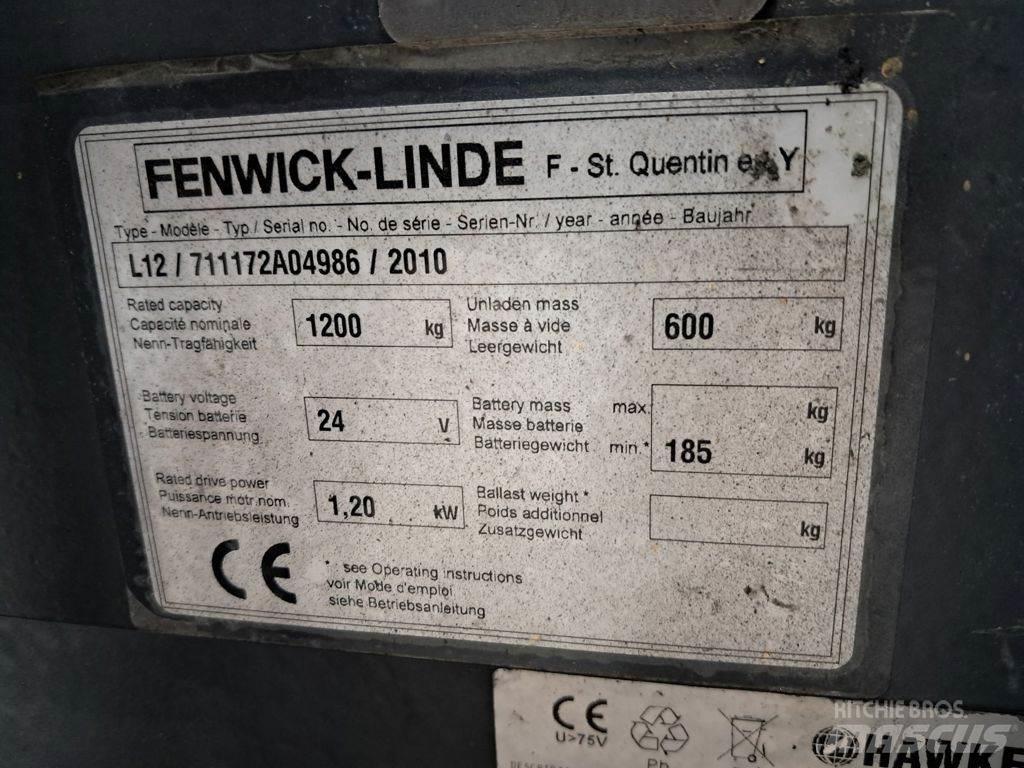 FENWICK-LINDE F - St. Quentin e. Y
Type - Modèle - Typ / Serial no. - No. de série - Serien-Nr. / year - année - Baujahr
L12 / 711172A04986 / 2010
Rated capacity
Capacité nominale
Nenn-Tragfähigkeit
1200 kg
Unladen mass
Masse à vide
Leergewicht
600 kg
Battery voltage
Tension batterie
Batteriespannung
24 V
Battery mass max. kg
Masse batterie
Batteriegewicht min.* 185 kg
Rated drive power
Puissance motr.nom.
Nenn-Antriebsleistung
1,20 kW
Ballast weight *
Poids additionnel
Zusatzgewicht
kg
CE
* see Operating instructions
voir Mode d'emploi
siehe Betriebsanleitung
CE
U>75V
Pb
HAWKE
RITCHIE BROS.
MASCUS